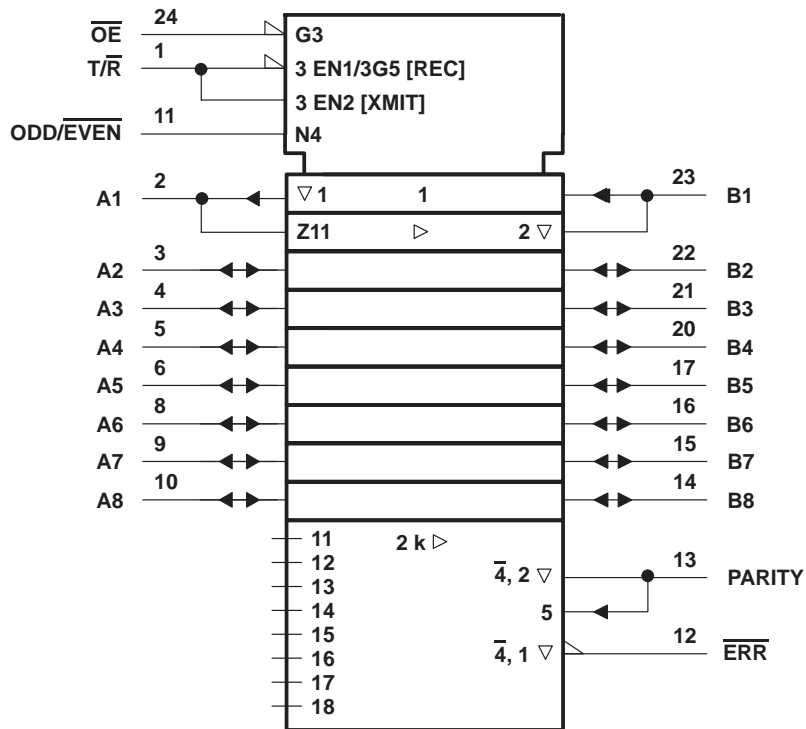 24
O̅E̅ G3
1
T/R̅ 3 EN1/3G5 [REC]
3 EN2 [XMIT]
11
ODD/E̅V̅E̅N̅ N4
2 23
A1 ▽ 1 1 B1
Z11 ▷ 2 ▽
3 22
A2 B2
4 21
A3 B3
5 20
A4 B4
6 17
A5 B5
8 16
A6 B6
9 15
A7 B7
10 14
A8 B8
11 2 k ▷
12 13
4̅, 2 ▽ PARITY
13
14 5
15 12
4̅, 1 ▽ E̅R̅R̅
16
17
18